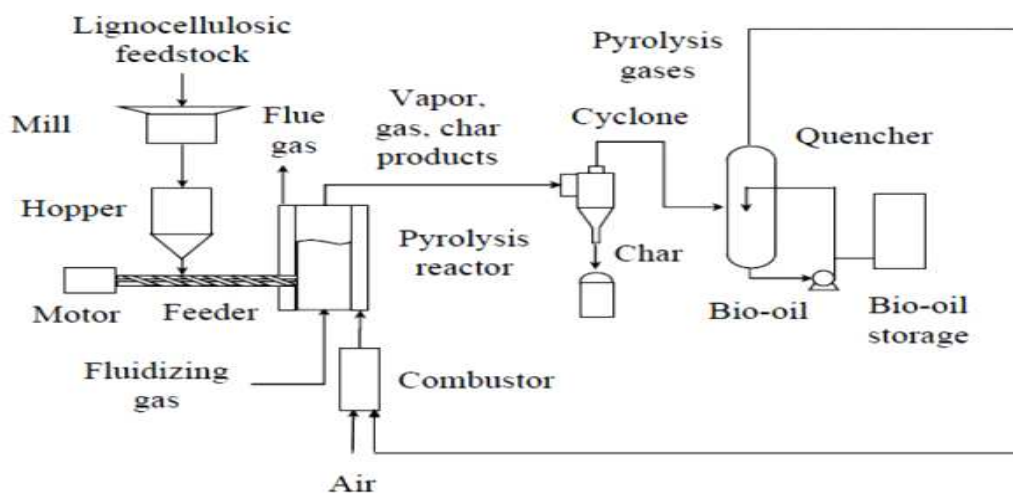 Lignocellulosic
feedstock
Mill
Flue
gas
Vapor,
gas, char
products
Cyclone
Pyrolysis
gases
Quencher
Hopper
Pyrolysis
reactor
Char
Motor
Feeder
Bio-oil
Bio-oil
storage
Fluidizing
gas
Combustor
Air